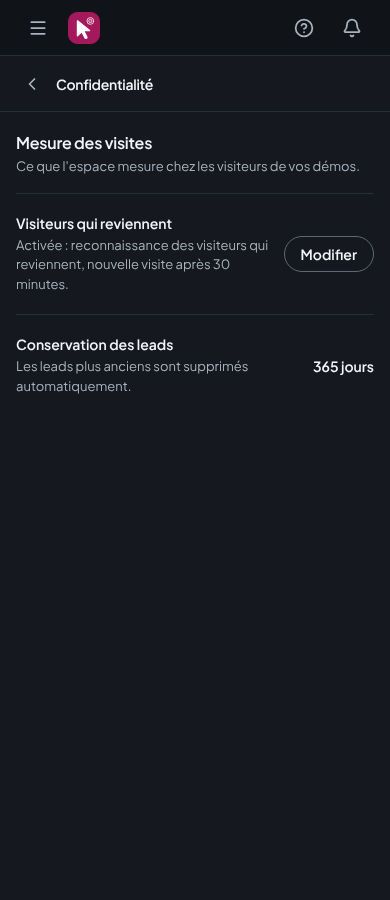 Confidentialité
Mesure des visites
Ce que l'espace mesure chez les visiteurs de vos démos.
Visiteurs qui reviennent
Activée : reconnaissance des visiteurs qui
reviennent, nouvelle visite après 30
minutes.
Modifier
Conservation des leads
Les leads plus anciens sont supprimés
automatiquement.
365 jours